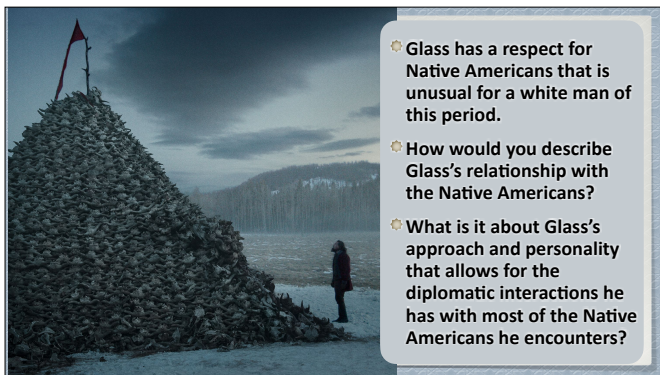 Glass has a respect for
Native Americans that is
unusual for a white man of
this period.
How would you describe
Glass’s relationship with
the Native Americans?
What is it about Glass’s
approach and personality
that allows for the
diplomatic interactions he
has with most of the Native
Americans he encounters?